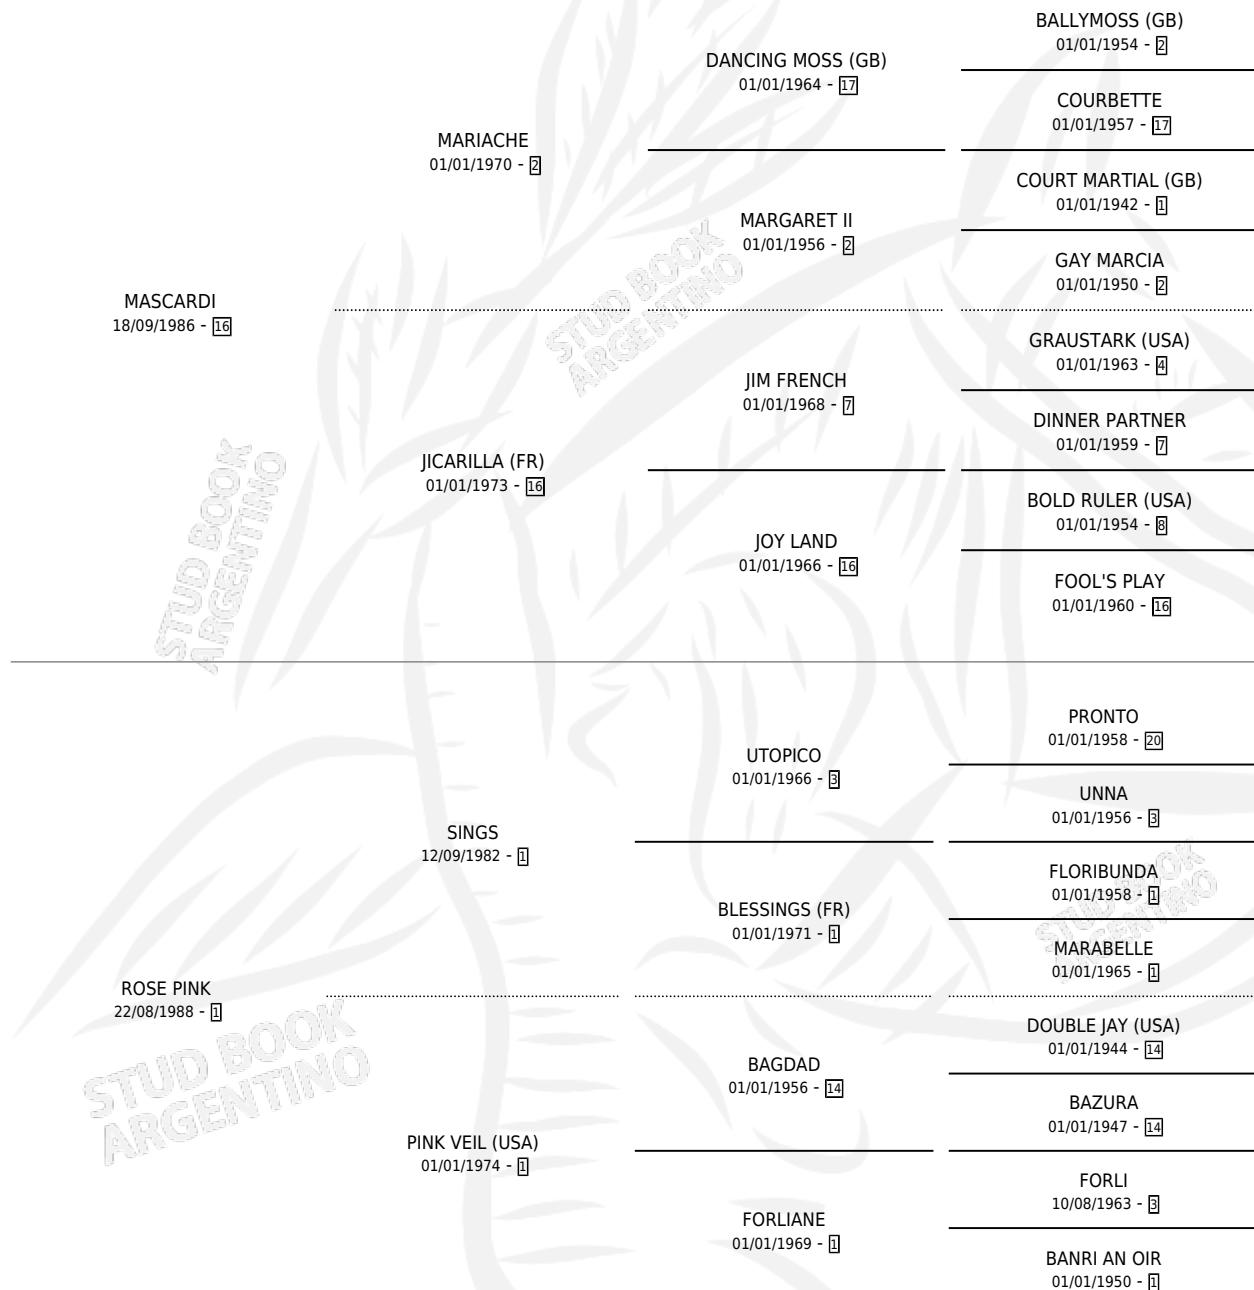 BALLYMOSS (GB)
01/01/1954 - 2
DANCING MOSS (GB)
01/01/1964 - 17
COURBETTE
01/01/1957 - 17
MARIACHE
01/01/1970 - 2
COURT MARTIAL (GB)
01/01/1942 - 1
MARGARET II
01/01/1956 - 2
GAY MARCIA
01/01/1950 - 2
MASCARDI
18/09/1986 - 16
GRAUSTARK (USA)
01/01/1963 - 4
JIM FRENCH
01/01/1968 - 7
DINNER PARTNER
01/01/1959 - 7
JICARILLA (FR)
01/01/1973 - 16
BOLD RULER (USA)
01/01/1954 - 8
JOY LAND
01/01/1966 - 16
FOOL'S PLAY
01/01/1960 - 16
STUD BOOK
ARGENTINO
STUD BOOK
ARGENTINO
PRONTO
01/01/1958 - 20
UTOPICO
01/01/1966 - 3
UNNA
01/01/1956 - 3
SINGS
12/09/1982 - 1
FLORIBUNDA
01/01/1958 - 1
BLESSINGS (FR)
01/01/1971 - 1
MARABELLE
01/01/1965 - 1
STUD BOOK
ARGENTINO
ROSE PINK
22/08/1988 - 1
DOUBLE JAY (USA)
01/01/1944 - 14
BAGDAD
01/01/1956 - 14
BAZURA
01/01/1947 - 14
PINK VEIL (USA)
01/01/1974 - 1
FORLI
10/08/1963 - 3
FORLIANE
01/01/1969 - 1
BANRI AN OIR
01/01/1950 - 1
STUD BOOK
ARGENTINO